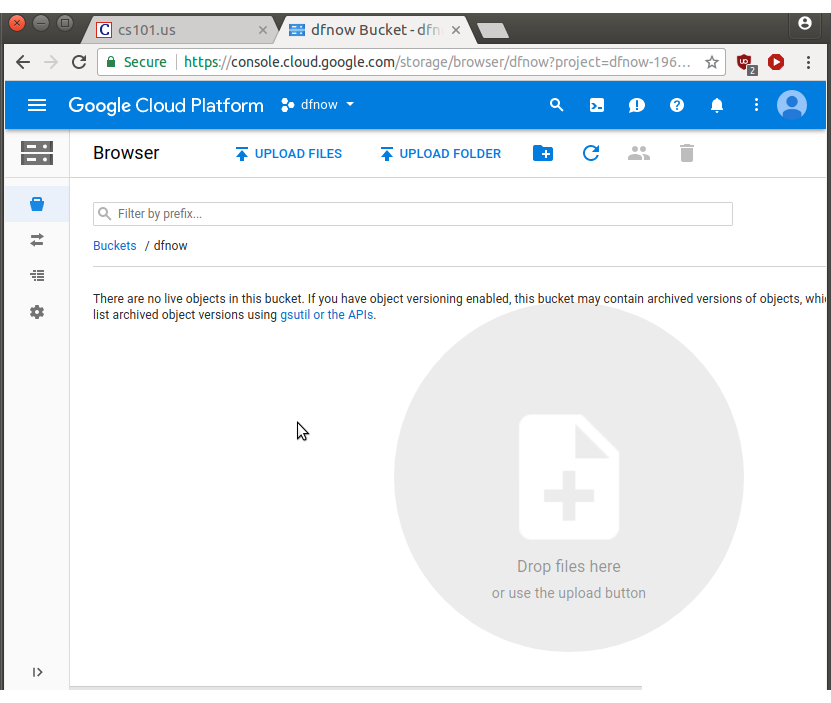 C cs101.us
dfnow Bucket - dfn
Secure https://console.cloud.google.com/storage/browser/dfnow?project=dfnow-196...
2
Google Cloud Platform dfnow
Browser UPLOAD FILES UPLOAD FOLDER
Filter by prefix...
Buckets / dfnow
There are no live objects in this bucket. If you have object versioning enabled, this bucket may contain archived versions of objects,
list archived object versions using gsutil or the APIs.
Drop files here
or use the upload button